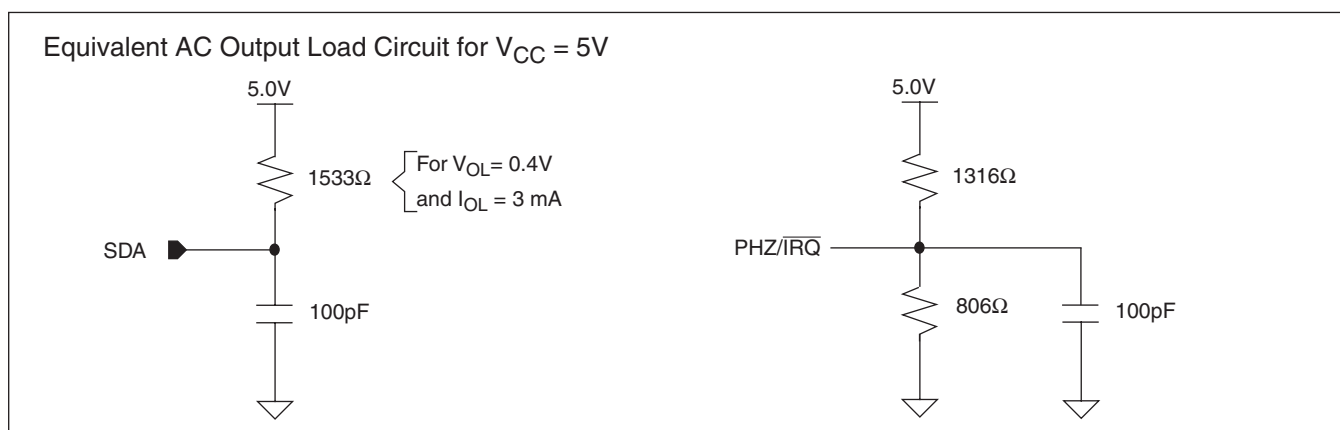 Equivalent AC Output Load Circuit for VCC = 5V
5.0V
1533Ω
For VOL= 0.4V
and IOL = 3 mA
SDA
100pF
5.0V
1316Ω
PHZ/I̅R̅Q̅
806Ω
100pF